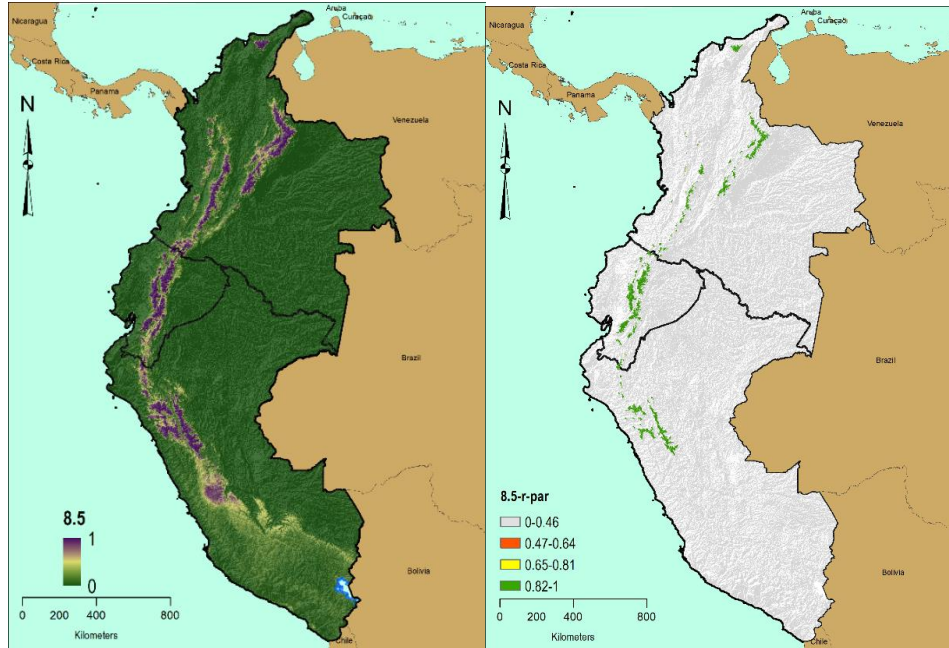 Nicaragua
Aruba
Curaçao
Costa Rica
Panama
Venezuela
N
Brazil
Bolivia
Chile
8.5
1
0
0 400 800
Kilometers
Nicaragua
Aruba
Curaçao
Costa Rica
Panama
Venezuela
N
Brazil
Bolivia
Chile
8.5-r-par
0-0.46
0.47-0.64
0.65-0.81
0.82-1
0 400 800
Kilometers